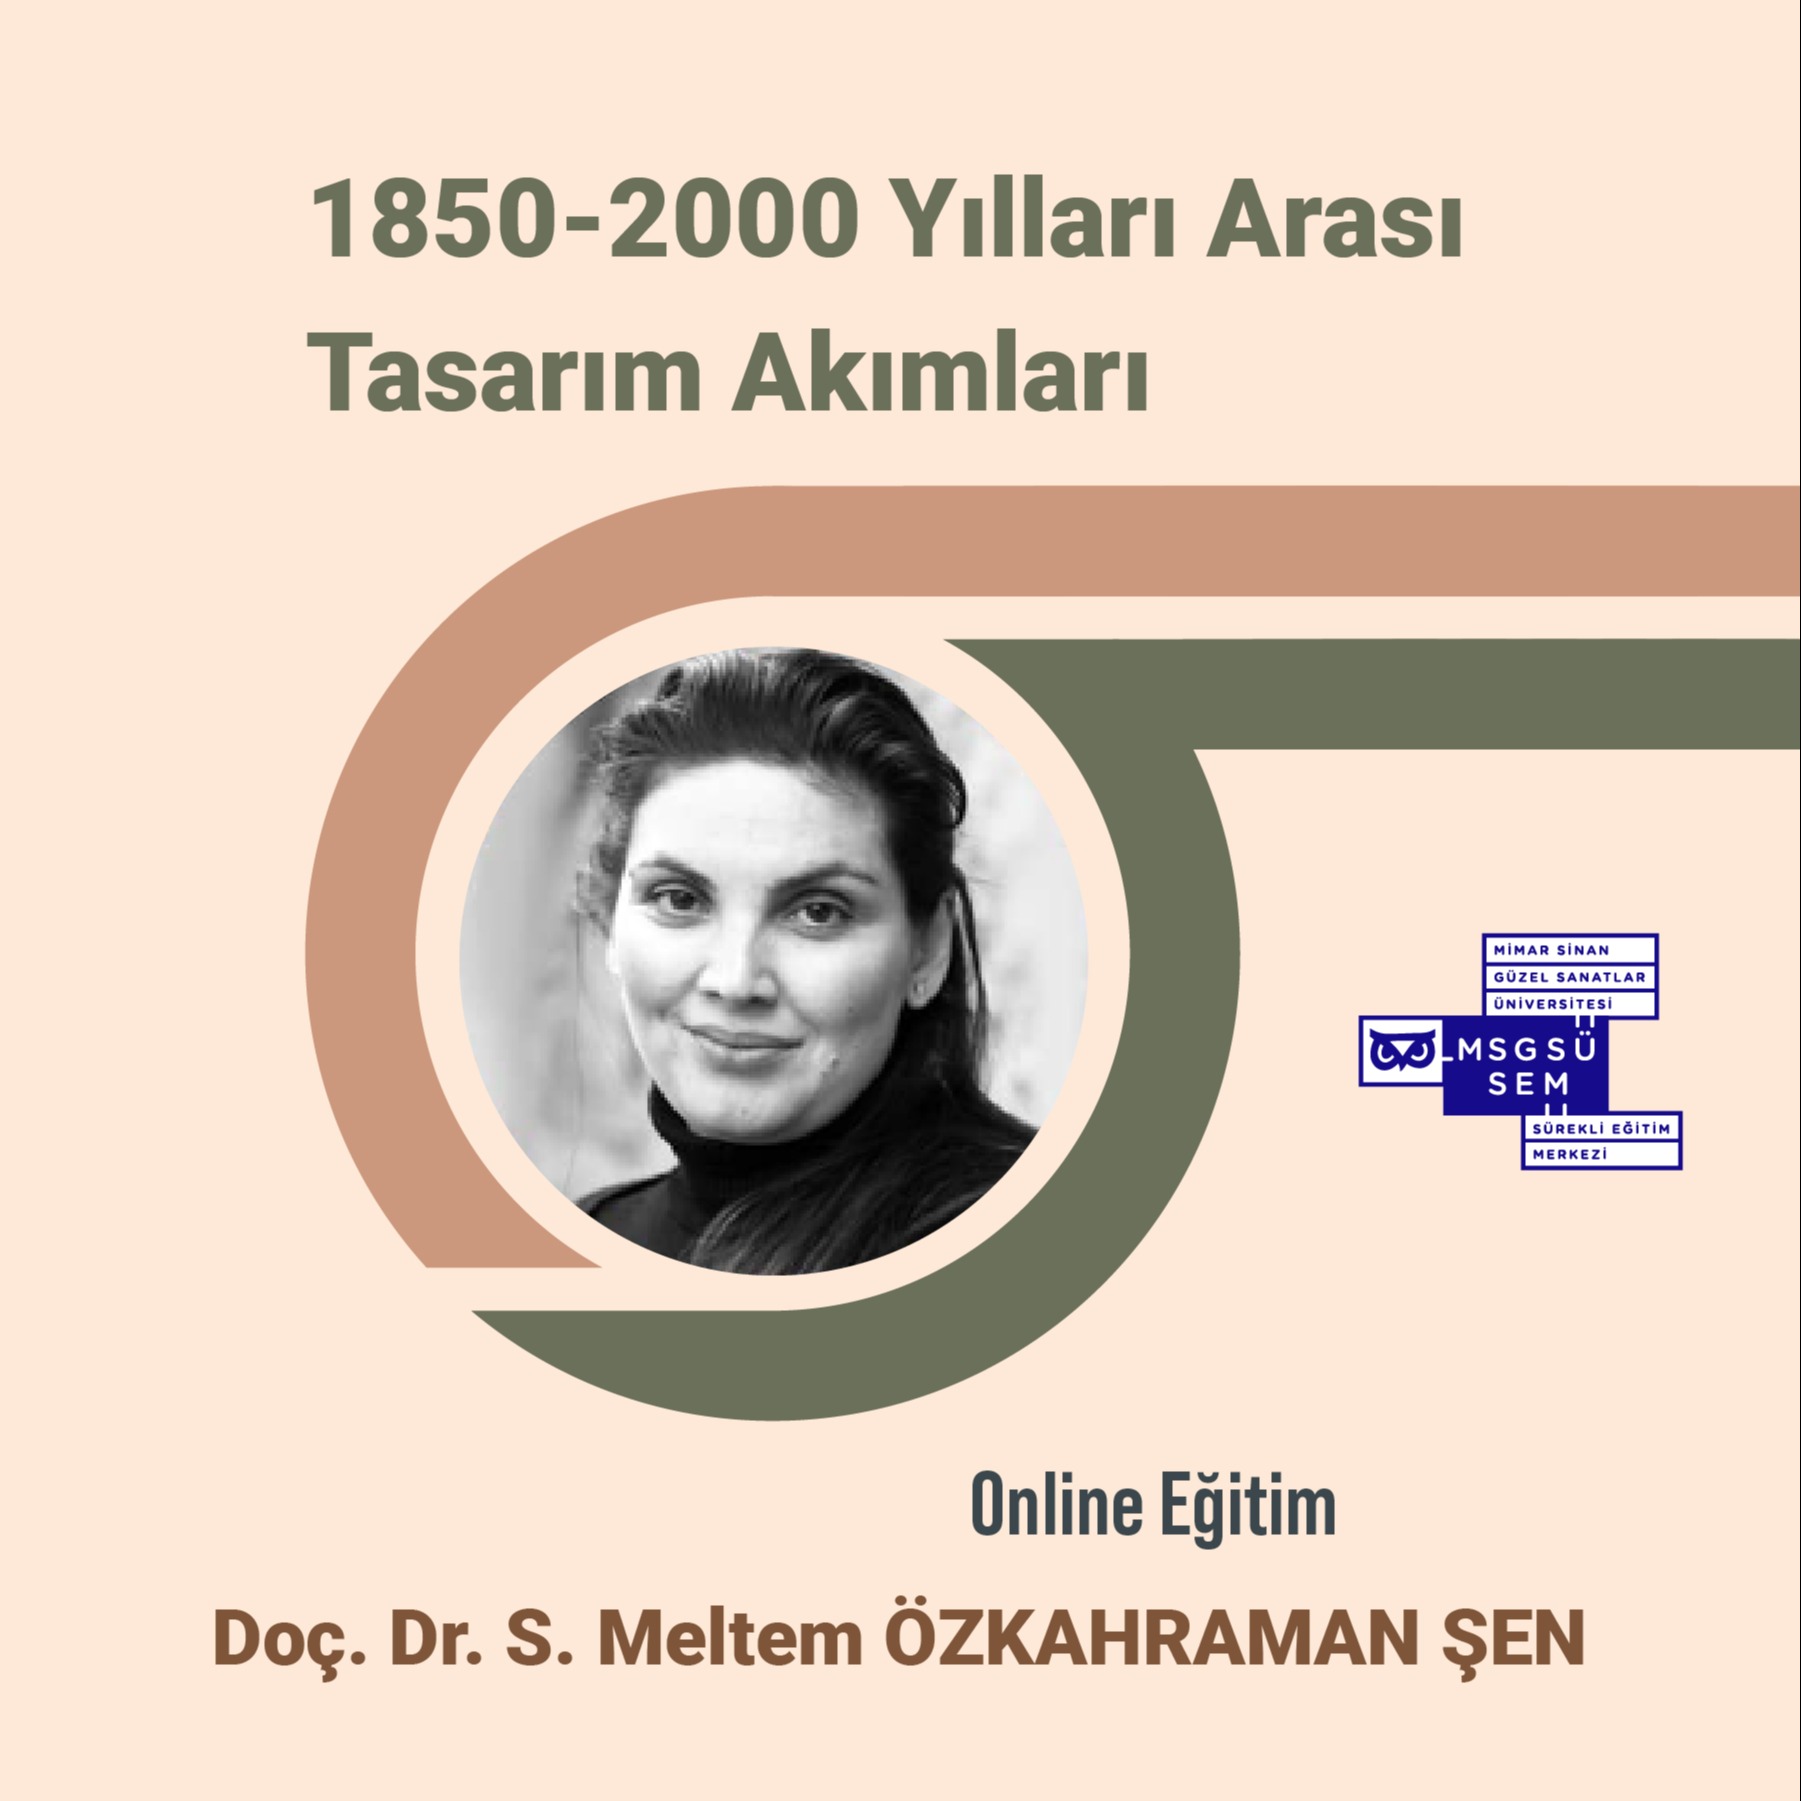 1850-2000 Yılları Arası
Tasarım Akımları
MİMAR SİNAN
GÜZEL SANATLAR
ÜNİVERSİTESİ
MSGSÜ
SEM
SÜREKLİ EĞİTİM
MERKEZİ
Online Eğitim
Doç. Dr. S. Meltem ÖZKAHRAMAN ŞEN